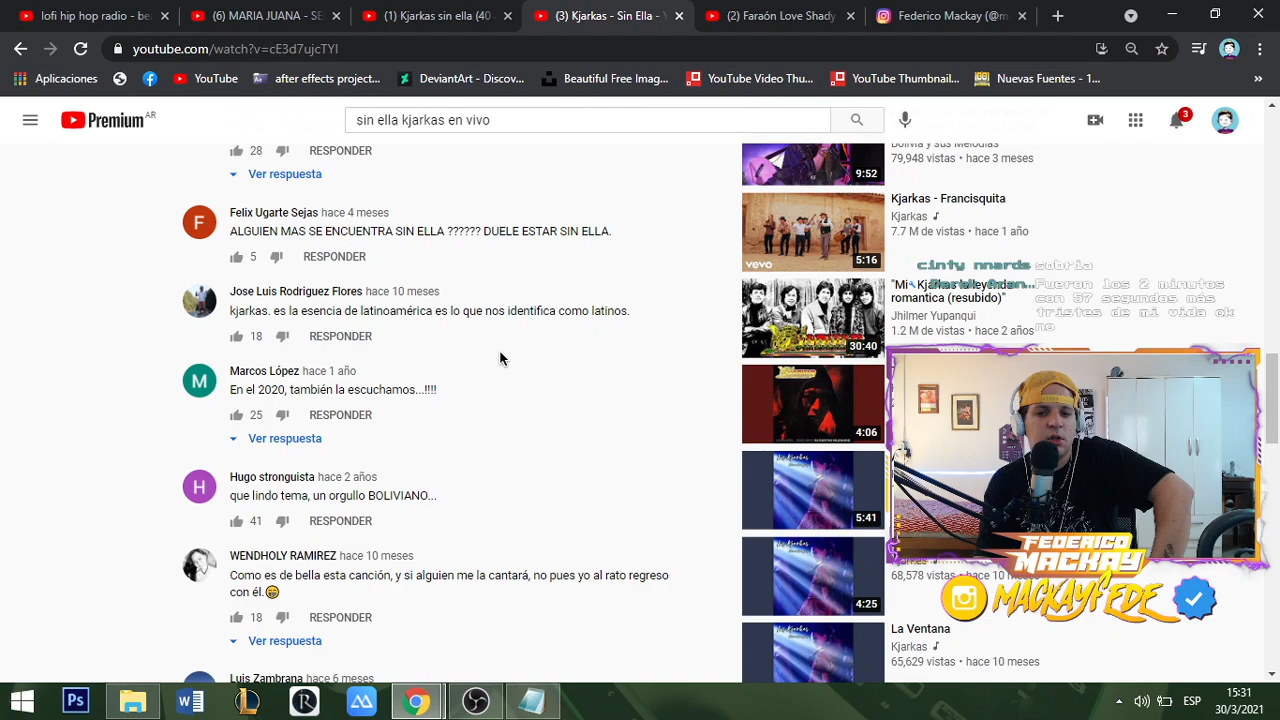 lofi hip hop radio - be
(6) MARIA JUANA - SE
(1) Kjarkas sin ella (40
(3) Kjarkas - Sin Ella - Y
(2) Faraón Love Shady
Federico Mackay (@m
youtube.com/watch?v=cE3d7ujcTYI
Aplicaciones
YouTube
after effects project...
DeviantArt - Discov...
Beautiful Free Imag...
YouTube Video Thu...
YouTube Thumbnail...
Nuevas Fuentes - 1...
»
Premium AR
sin ella kjarkas en vivo
3
28
RESPONDER
Ver respuesta
Felix Ugarte Sejas hace 4 meses
ALGUIEN MAS SE ENCUENTRA SIN ELLA ?????? DUELE ESTAR SIN ELLA.
5
RESPONDER
Jose Luis Rodríguez Flores hace 10 meses
kjarkas. es la esencia de latinoamérica es lo que nos identifica como latinos.
18
RESPONDER
Marcos López hace 1 año
En el 2020, también la escuchamos...!!!!
25
RESPONDER
Ver respuesta
Hugo stronguista hace 2 años
que lindo tema, un orgullo BOLIVIANO...
41
RESPONDER
WENDHOLY RAMIREZ hace 10 meses
Como es de bella esta canción, y si alguien me la cantará, no pues yo al rato regreso
con él.😁
18
RESPONDER
Ver respuesta
Luis Zambrana hace 6 meses
9:52
Bolivia y sus Melodias
79,948 vistas • hace 3 meses
vevo
5:16
Kjarkas - Francisquita
Kjarkas
7.7 M de vistas • hace 1 año
30:40
romantica (resubido)"
Jhilmer Yupanqui
1.2 M de vistas • hace 2 años
cinty nnards sobria
Fueron los 2 minutos
con 57 segundos más
tristes de mi vida ok
no
4:06
5:41
4:25
Kjarkas
68,578 vistas • hace 10 meses
La Ventana
Kjarkas
65,629 vistas • hace 10 meses
FEDERICO
MACKAY
MACKAYFEDE
Ps
ESP
15:31
30/3/2021